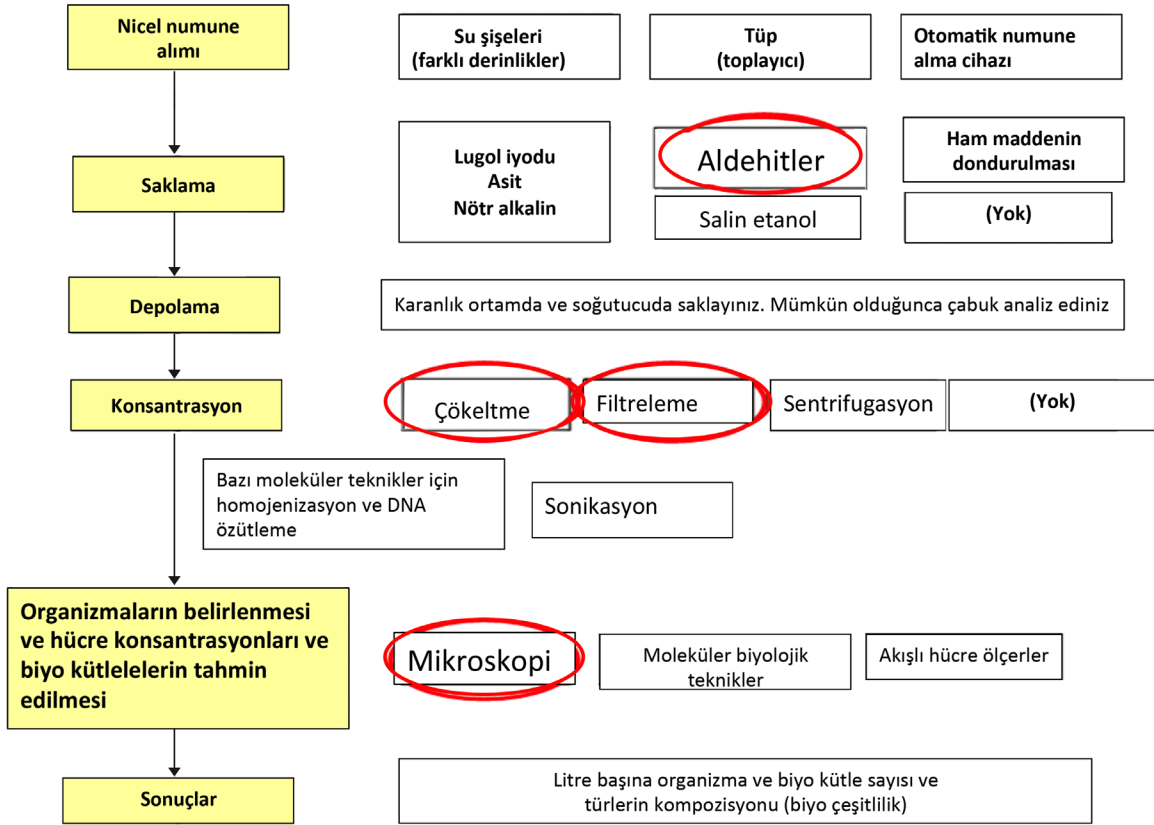 Nicel numune
alımı
Su şişeleri
(farklı derinlikler)
Tüp
(toplayıcı)
Otomatik numune
alma cihazı
Saklama
Lugol iyodu
Asit
Nötr alkalin
Aldehitler
Salin etanol
Ham maddenin
dondurulması
(Yok)
Depolama
Karanlık ortamda ve soğutucuda saklayınız. Mümkün olduğunca çabuk analiz ediniz
Konsantrasyon
Çökeltme
Filtreleme
Sentrifugasyon
(Yok)
Bazı moleküler teknikler için
homojenizasyon ve DNA
özütleme
Sonikasyon
Organizmaların belirlenmesi
ve hücre konsantrasyonları ve
biyo kütlelelerin tahmin
edilmesi
Mikroskopi
Moleküler biyolojik
teknikler
Akışlı hücre ölçerler
Sonuçlar
Litre başına organizma ve biyo kütle sayısı ve
türlerin kompozisyonu (biyo çeşitlilik)